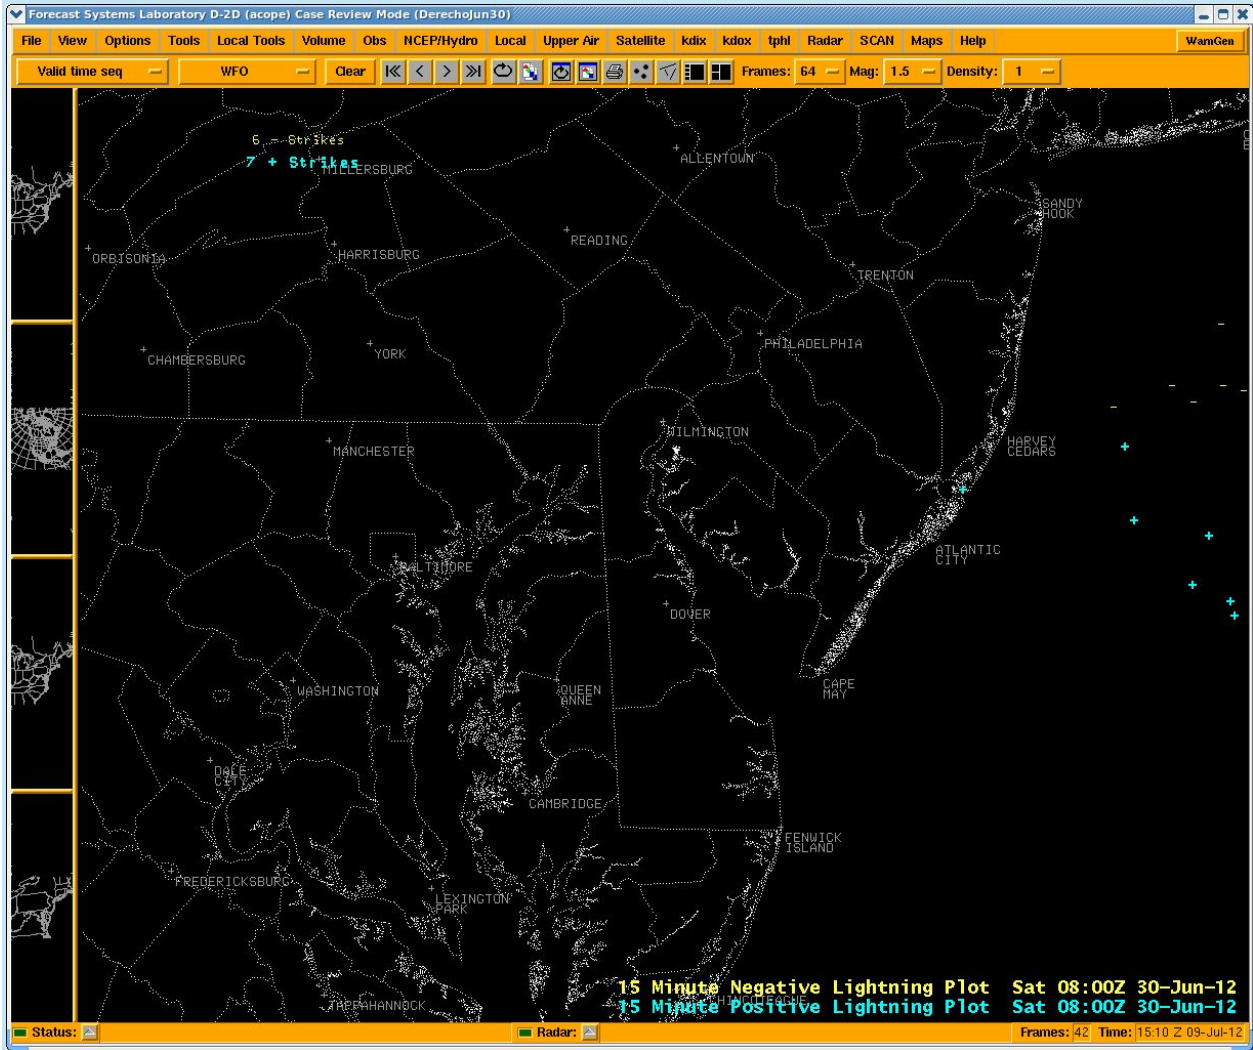 Forecast Systems Laboratory D-2D (acope) Case Review Mode (DerechoJun30)
File View Options Tools Local Tools Volume Obs NCEP/Hydro Local Upper Air Satellite kdix kdox tphl Radar SCAN Maps Help WarnGen
Valid time seq WFO Clear Frames: 64 Mag: 1.5 Density: 1
6 - Strikes
7 + Strikes
MILLERSBURG
ALLENTOWN
SANDY
HOOK
READING
HARRISBURG
ORBISONIA
TRENTON
PHILADELPHIA
YORK
CHAMBERSBURG
WILMINGTON
HARVEY
CEDARS
MANCHESTER
ATLANTIC
CITY
BALTIMORE
DOVER
CAPE
MAY
WASHINGTON
QUEEN
ANNE
DALE
CITY
CAMBRIDGE
FENWICK
ISLAND
FREDERICKSBURG
LEXINGTON
PARK
15 Minute Negative Lightning Plot Sat 08:00Z 30-Jun-12
CHINCOTEAGUE
15 Minute Positive Lightning Plot Sat 08:00Z 30-Jun-12
TAPPAHANNOCK
Status: Radar: Frames: 42 Time: 15:10 Z 09-Jul-12